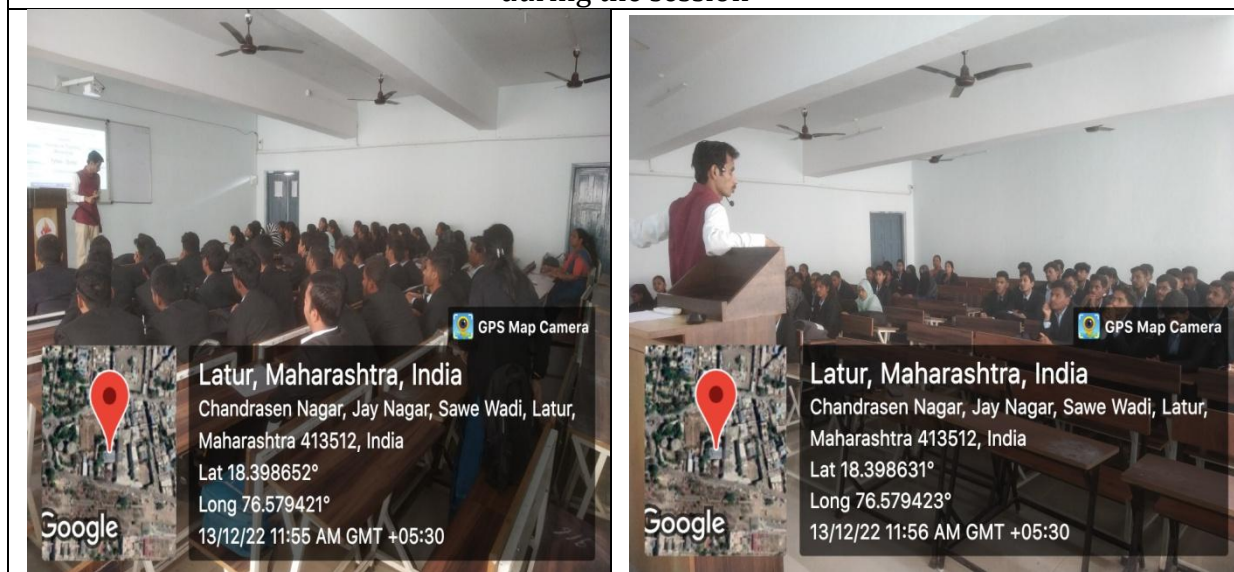 during the session
GPS Map Camera
Latur, Maharashtra, India
Chandrasen Nagar, Jay Nagar, Sawe Wadi, Latur,
Maharashtra 413512, India
Lat 18.398652°
Long 76.579421°
13/12/22 11:55 AM GMT +05:30
Google
GPS Map Camera
Latur, Maharashtra, India
Chandrasen Nagar, Jay Nagar, Sawe Wadi, Latur,
Maharashtra 413512, India
Lat 18.398631°
Long 76.579423°
13/12/22 11:56 AM GMT +05:30
Google